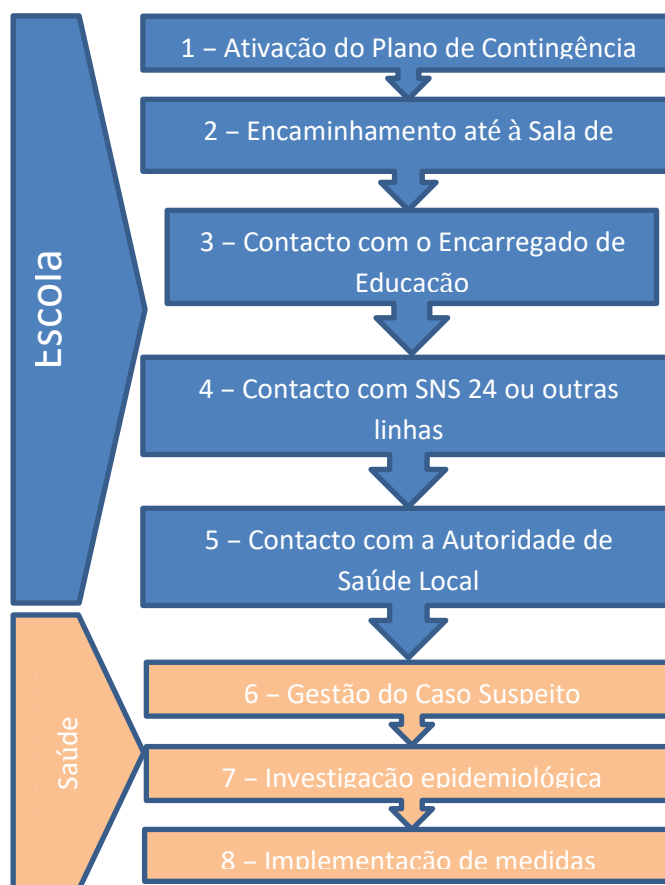 Escola
1 – Ativação do Plano de Contingência
2 – Encaminhamento até à Sala de
3 – Contacto com o Encarregado de
Educação
4 – Contacto com SNS 24 ou outras
linhas
5 – Contacto com a Autoridade de
Saúde Local
Saúde
6 – Gestão do Caso Suspeito
7 – Investigação epidemiológica
8 – Implementação de medidas